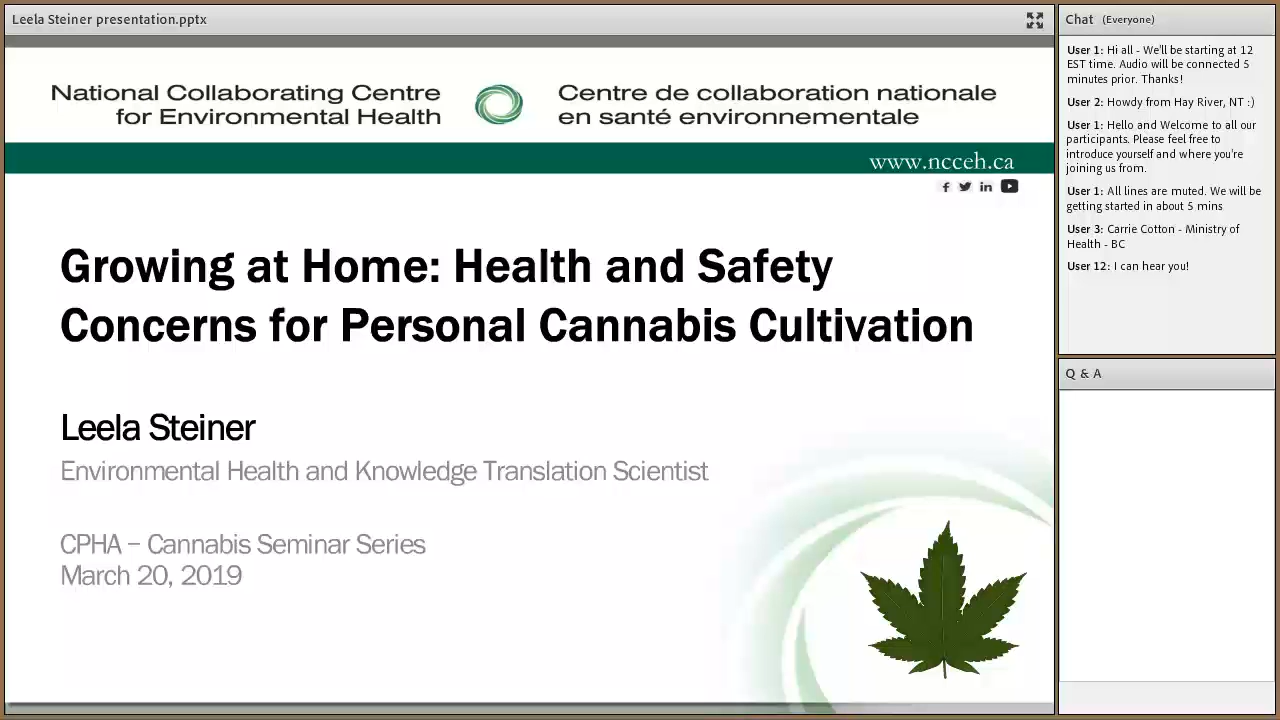 Leela Steiner presentation.pptx
National Collaborating Centre
for Environmental Health
Centre de collaboration nationale
en santé environnementale
www.ncceh.ca
Growing at Home: Health and Safety
Concerns for Personal Cannabis Cultivation
Leela Steiner
Environmental Health and Knowledge Translation Scientist
CPHA – Cannabis Seminar Series
March 20, 2019
Chat (Everyone)
User 1: Hi all - We'll be starting at 12
EST time. Audio will be connected 5
minutes prior. Thanks!
User 2: Howdy from Hay River, NT :)
User 1: Hello and Welcome to all our
participants. Please feel free to
introduce yourself and where you're
joining us from.
User 1: All lines are muted. We will be
getting started in about 5 mins
User 3: Carrie Cotton - Ministry of
Health - BC
User 12: I can hear you!
Q & A